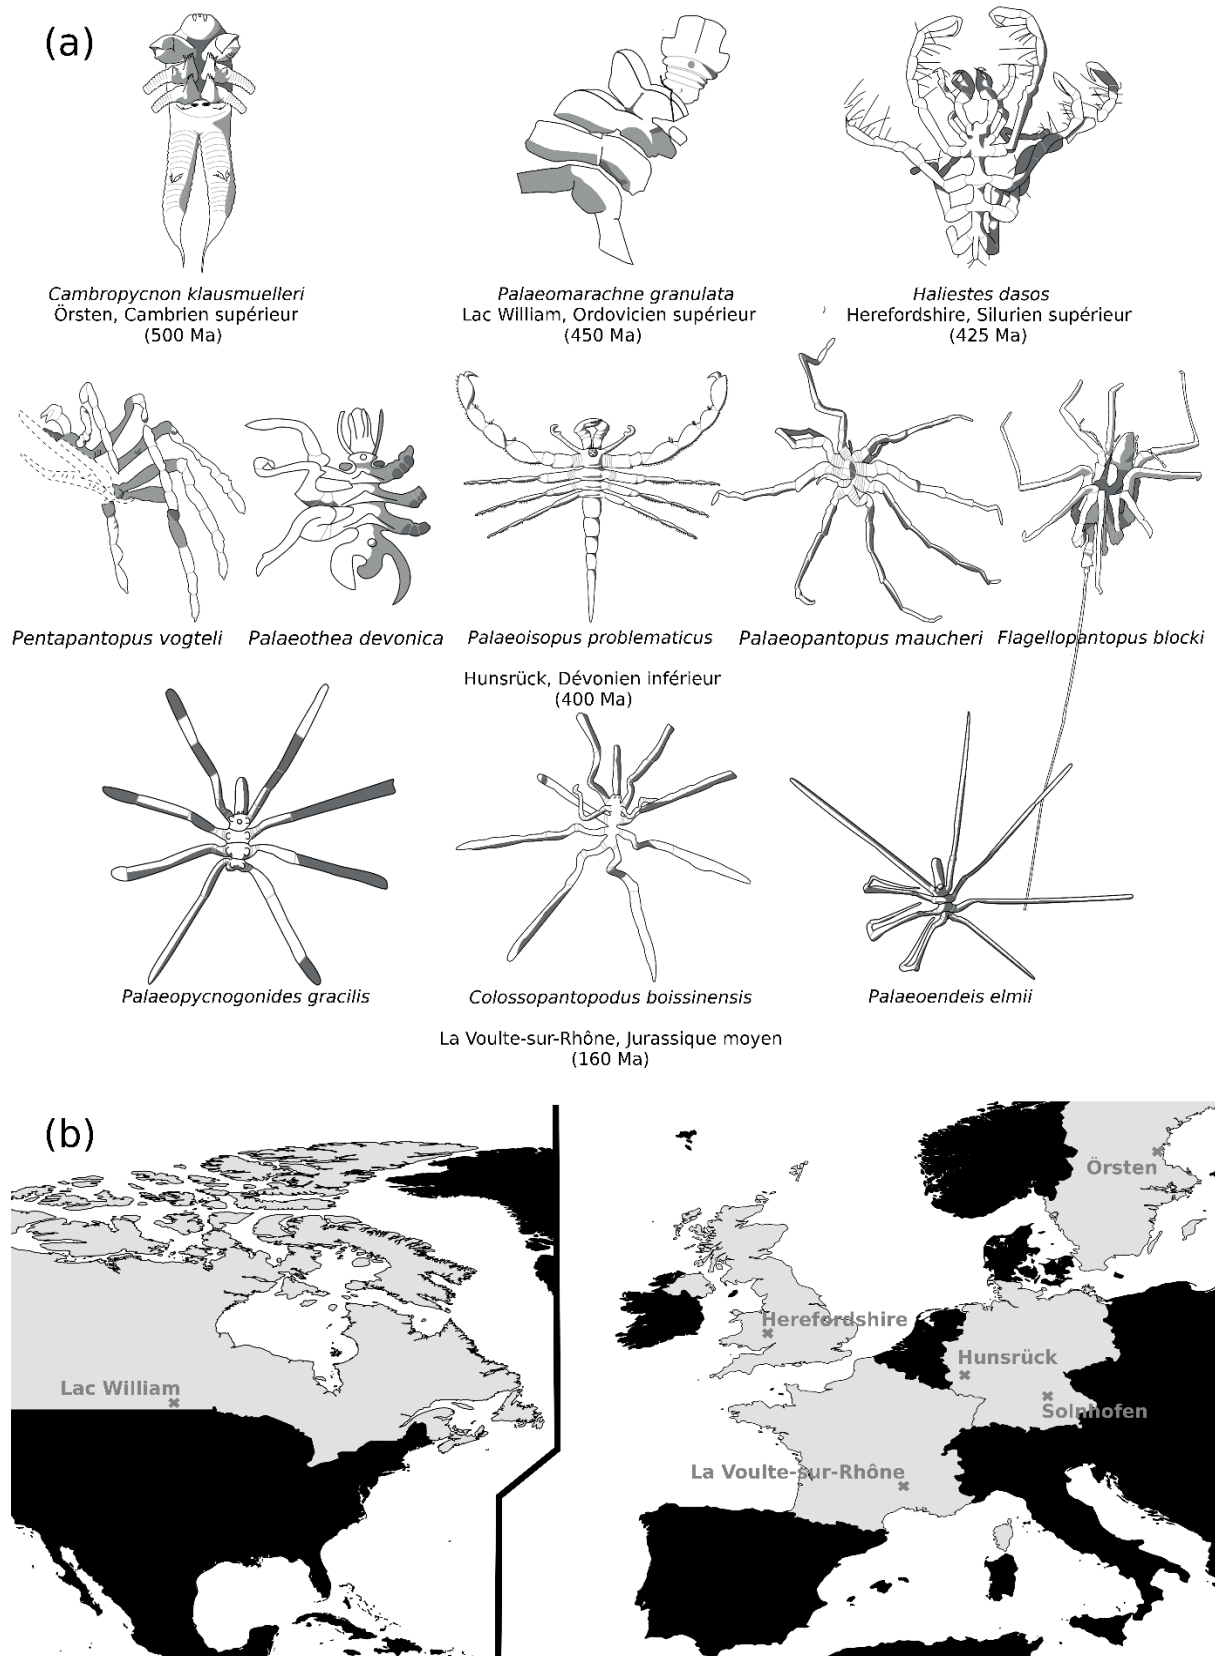 (a)
Cambropycnon klausmuelleri
Örsten, Cambrien supérieur
(500 Ma)
Palaeomarachne granulata
Lac William, Ordovicien supérieur
(450 Ma)
Haliestes dasos
Herefordshire, Silurien supérieur
(425 Ma)
Pentapantopus vogteli
Palaeothea devonica
Palaeoisopus problematicus
Palaeopantopus maucheri
Flagellopantopus blocki
Hunsrück, Dévonien inférieur
(400 Ma)
Palaeopycnogonides gracilis
Colossopantopodus boissinensis
Palaeoendeis elmii
La Voulte-sur-Rhône, Jurassique moyen
(160 Ma)
(b)
Örsten
Herefordshire
Hunsrück
Lac William
Solnhofen
La Voulte-sur-Rhône